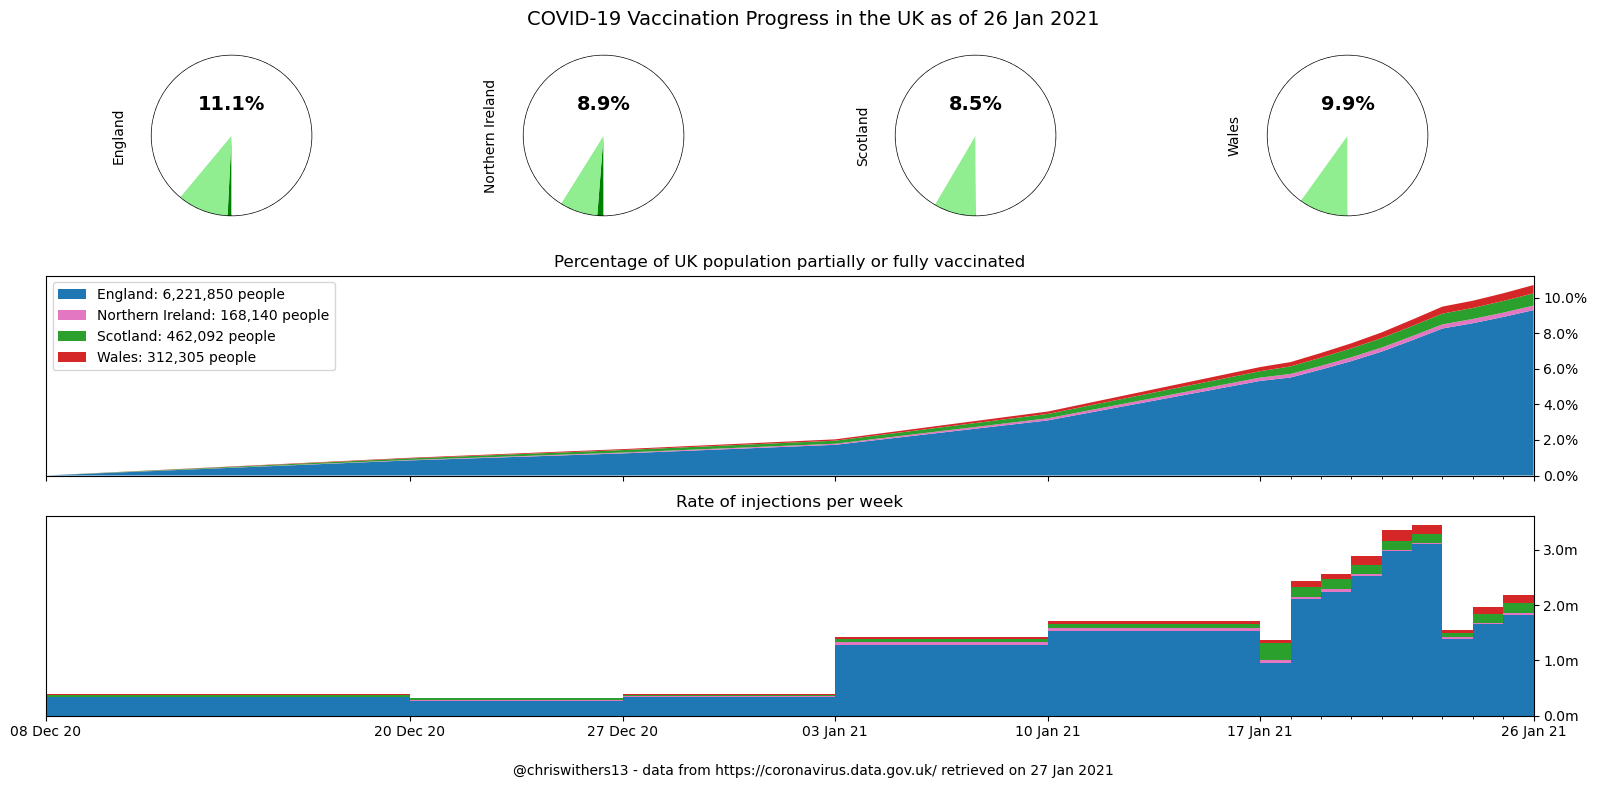 COVID-19 Vaccination Progress in the UK as of 26 Jan 2021
England
11.1%
Northern Ireland
8.9%
Scotland
8.5%
Wales
9.9%
Percentage of UK population partially or fully vaccinated
England: 6,221,850 people
Northern Ireland: 168,140 people
Scotland: 462,092 people
Wales: 312,305 people
10.0%
8.0%
6.0%
4.0%
2.0%
0.0%
Rate of injections per week
3.0m
2.0m
1.0m
0.0m
08 Dec 20
20 Dec 20
27 Dec 20
03 Jan 21
10 Jan 21
17 Jan 21
26 Jan 21
@chriswithers13 - data from https://coronavirus.data.gov.uk/ retrieved on 27 Jan 2021